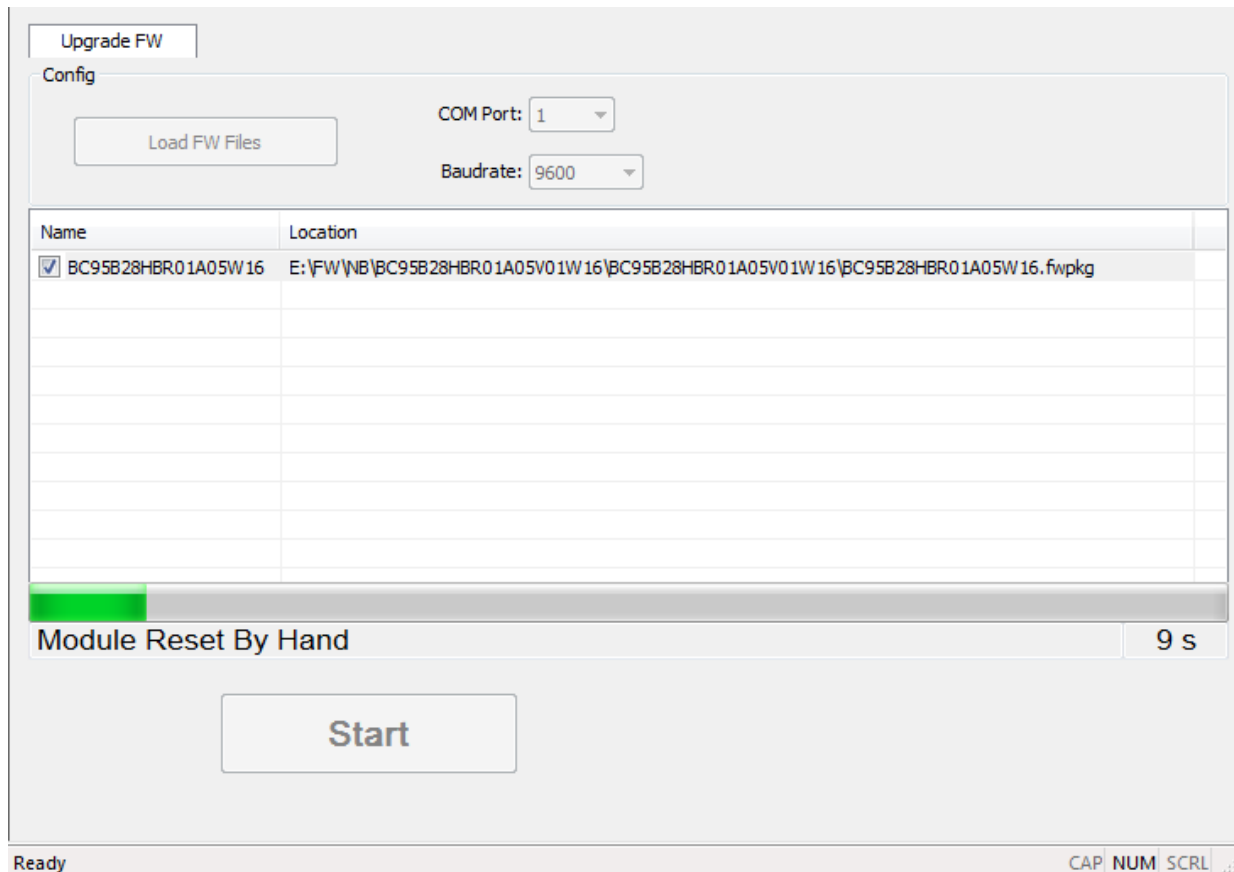 Upgrade FW
Config
Load FW Files
COM Port: 1
Baudrate: 9600
Name Location
BC95B28HBR01A05W16 E:\FW\NB\BC95B28HBR01A05V01W16\BC95B28HBR01A05V01W16\BC95B28HBR01A05W16.fwpkg
Module Reset By Hand 9 s
Start
Ready CAP NUM SCRL